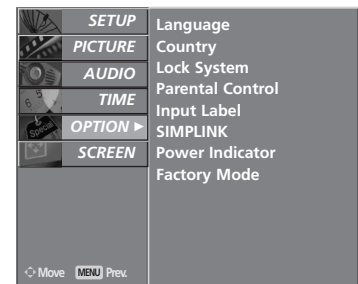 SETUP
PICTURE
AUDIO
TIME
OPTION ►
SCREEN
Language
Country
Lock System
Parental Control
Input Label
SIMPLINK
Power Indicator
Factory Mode
Move MENU Prev.
Special